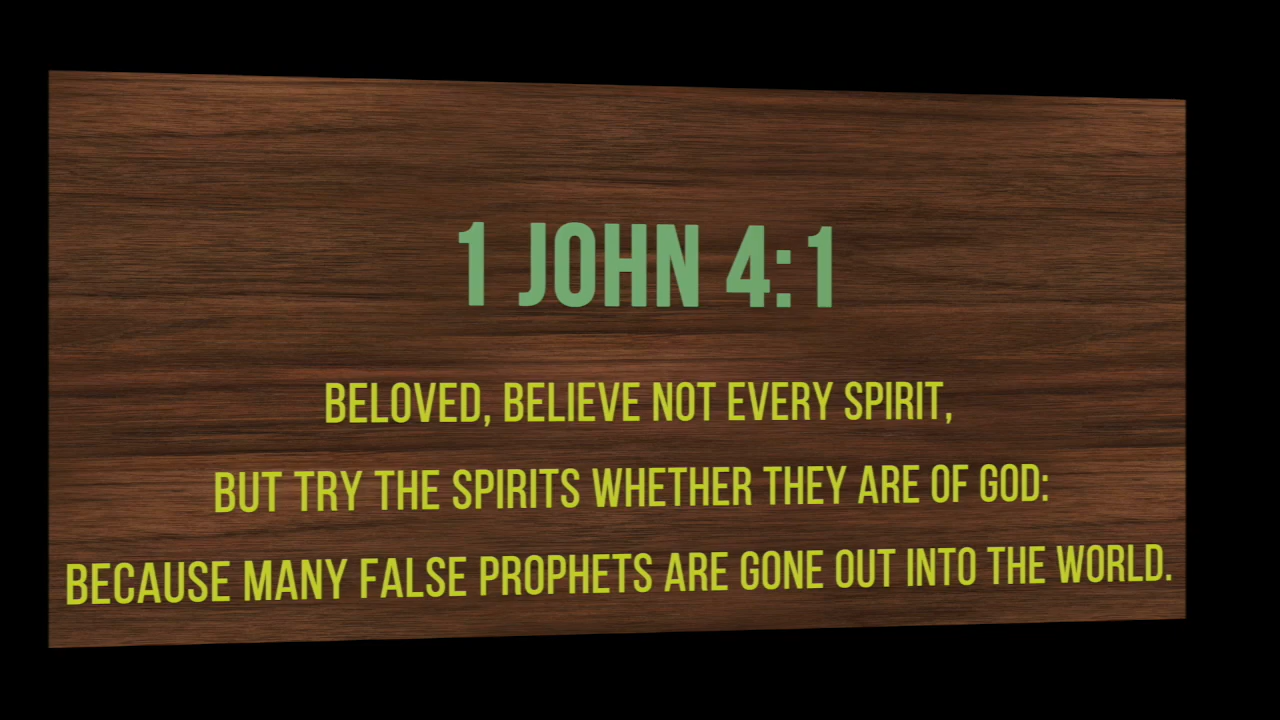 1 JOHN 4:1
BELOVED, BELIEVE NOT EVERY SPIRIT,
BUT TRY THE SPIRITS WHETHER THEY ARE OF GOD:
BECAUSE MANY FALSE PROPHETS ARE GONE OUT INTO THE WORLD.